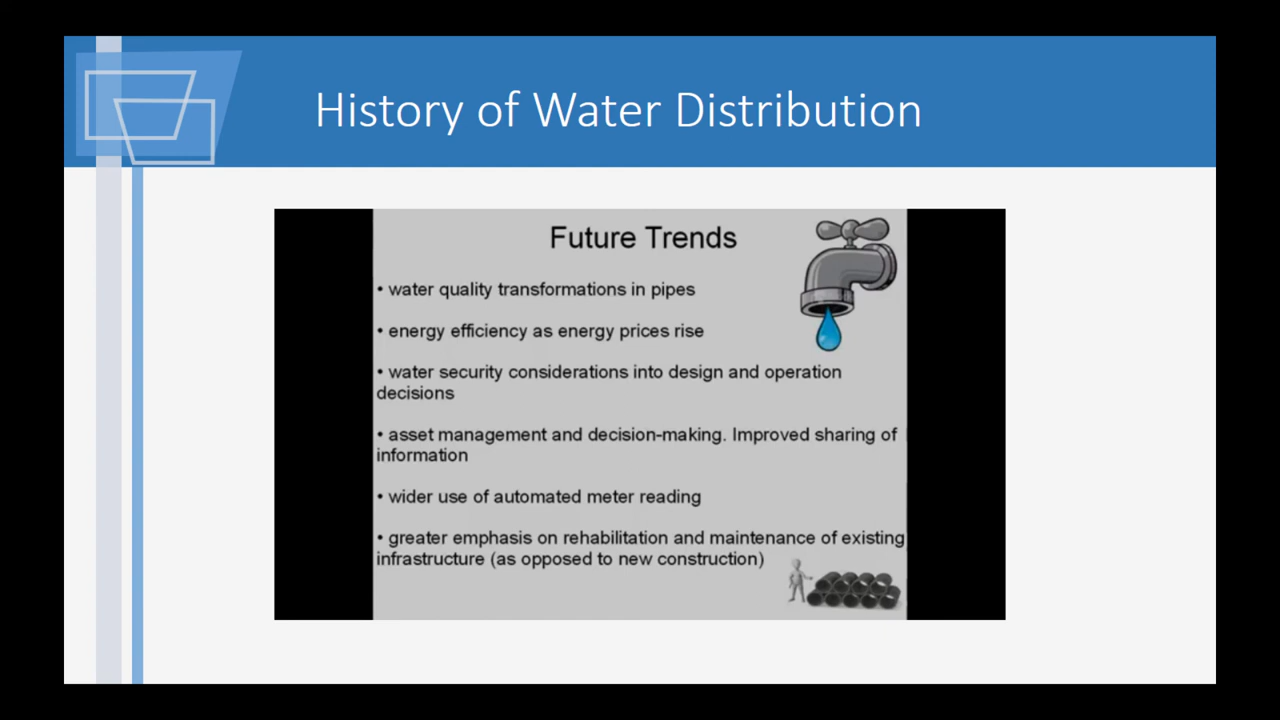 History of Water Distribution
Future Trends
• water quality transformations in pipes
• energy efficiency as energy prices rise
• water security considerations into design and operation
decisions
• asset management and decision-making. Improved sharing of
information
• wider use of automated meter reading
• greater emphasis on rehabilitation and maintenance of existing
infrastructure (as opposed to new construction)